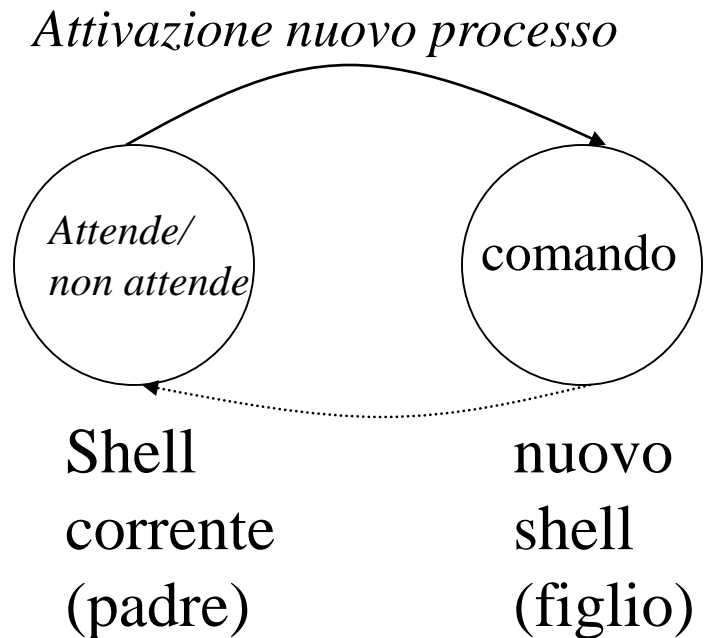 Attivazione nuovo processo
Attende/
non attende
comando
Shell
corrente
(padre)
nuovo
shell
(figlio)